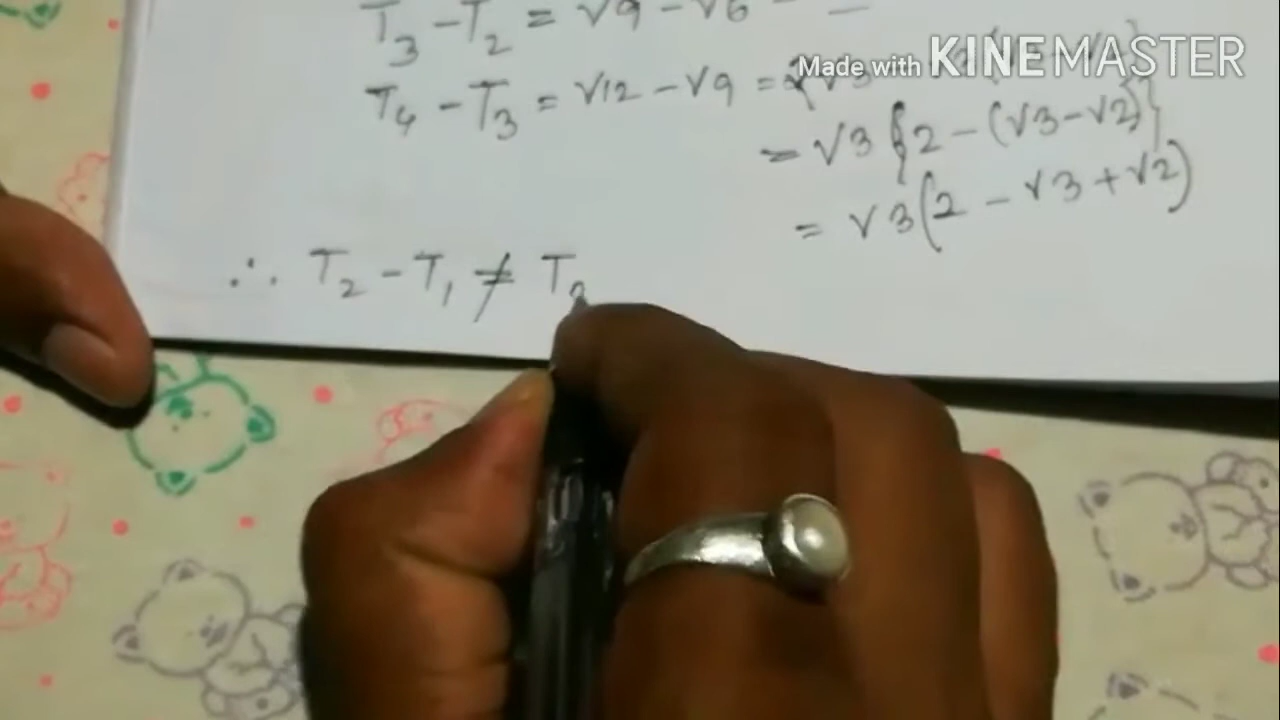 T3 - T2 = √9 - √6 =
Made with KINEMASTER
T4 - T3 = √12 - √9 =
= √3 {2 - (√3-√2)}
= √3(2 - √3 + √2)
∴ T2 - T1 ≠ T